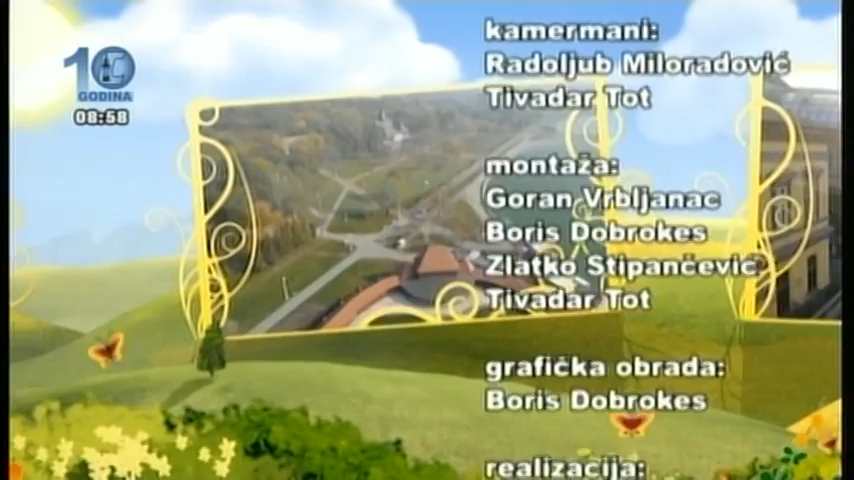 10
GODINA
08:58
kamermani:
Radoljub Miloradović
Tivadar Tot
montaža:
Goran Vrbljanac
Boris Dobrokes
Zlatko Stipančević
Tivadar Tot
grafička obrada:
Boris Dobrokes
realizacija: